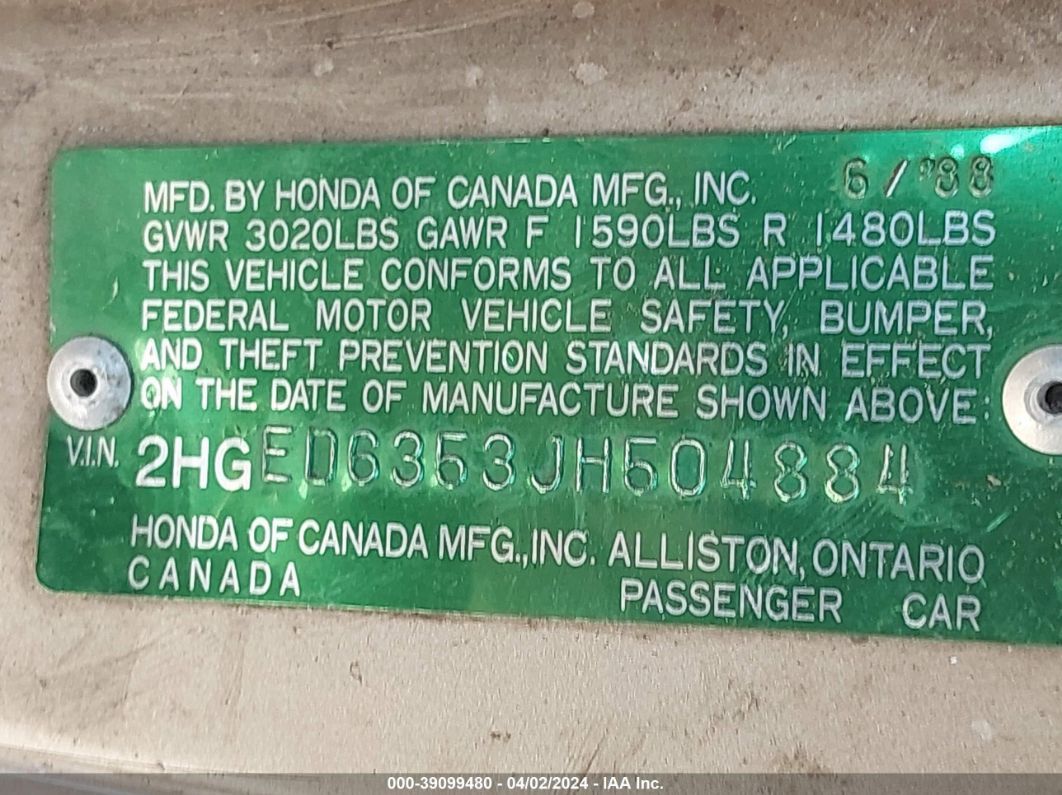 MFD. BY HONDA OF CANADA MFG., INC. 6/'88
GVWR 3020LBS GAWR F 1590LBS R 1480LBS
THIS VEHICLE CONFORMS TO ALL APPLICABLE
FEDERAL MOTOR VEHICLE SAFETY, BUMPER,
AND THEFT PREVENTION STANDARDS IN EFFECT
ON THE DATE OF MANUFACTURE SHOWN ABOVE:
V.I.N. 2HGED6353JH504884
HONDA OF CANADA MFG.,INC. ALLISTON, ONTARIO
CANADA PASSENGER CAR
000-39099480 - 04/02/2024 - IAA Inc.